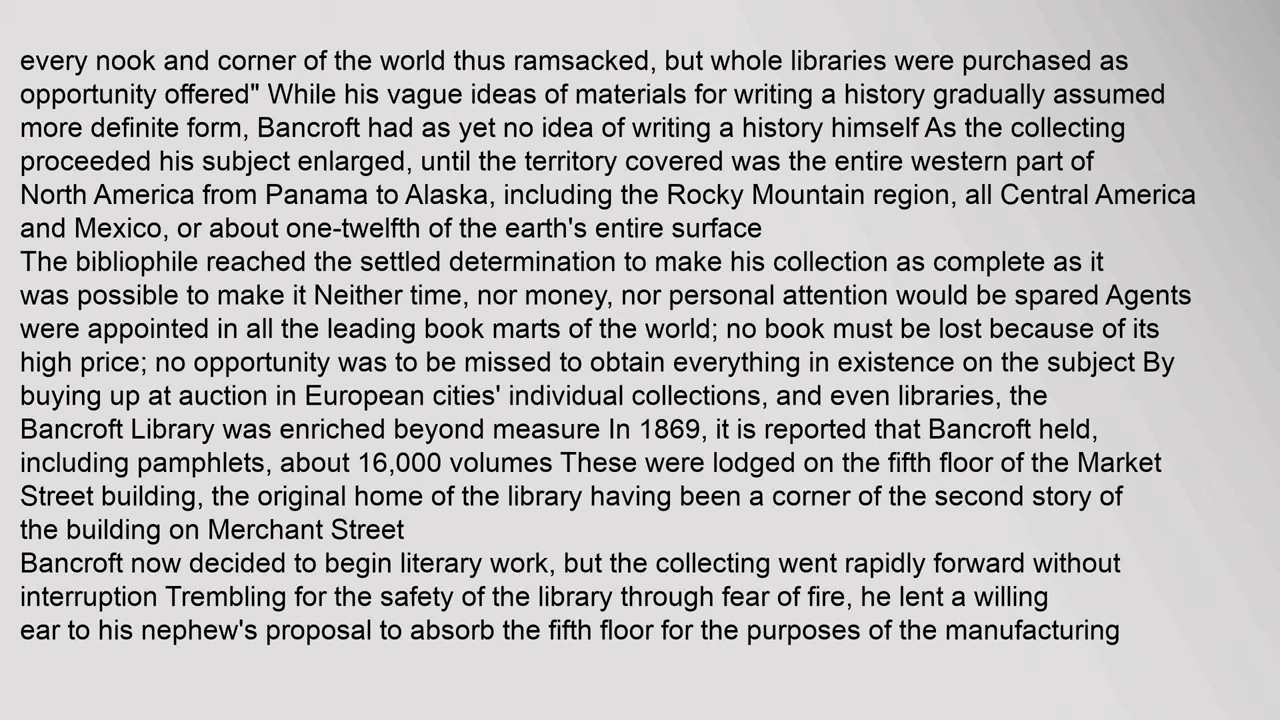 every nook and corner of the world thus ramsacked, but whole libraries were purchased as
opportunity offered" While his vague ideas of materials for writing a history gradually assumed
more definite form, Bancroft had as yet no idea of writing a history himself As the collecting
proceeded his subject enlarged, until the territory covered was the entire western part of
North America from Panama to Alaska, including the Rocky Mountain region, all Central America
and Mexico, or about one-twelfth of the earth's entire surface
The bibliophile reached the settled determination to make his collection as complete as it
was possible to make it Neither time, nor money, nor personal attention would be spared Agents
were appointed in all the leading book marts of the world; no book must be lost because of its
high price; no opportunity was to be missed to obtain everything in existence on the subject By
buying up at auction in European cities' individual collections, and even libraries, the
Bancroft Library was enriched beyond measure In 1869, it is reported that Bancroft held,
including pamphlets, about 16,000 volumes These were lodged on the fifth floor of the Market
Street building, the original home of the library having been a corner of the second story of
the building on Merchant Street
Bancroft now decided to begin literary work, but the collecting went rapidly forward without
interruption Trembling for the safety of the library through fear of fire, he lent a willing
ear to his nephew's proposal to absorb the fifth floor for the purposes of the manufacturing